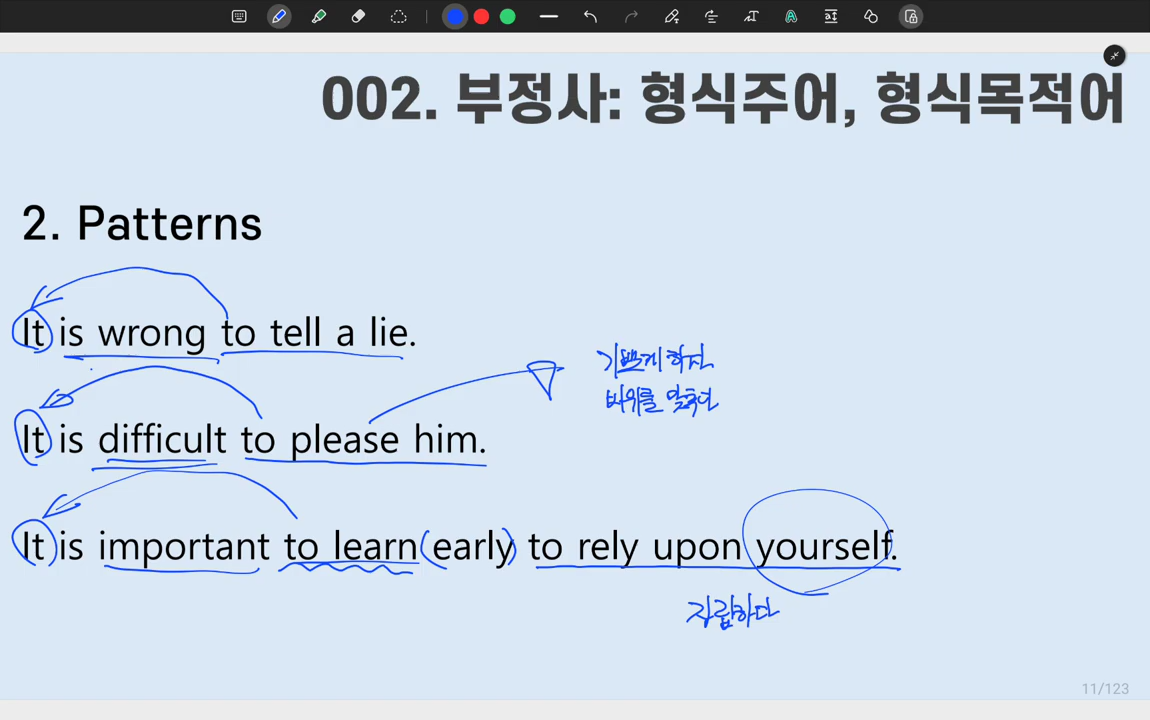 002. 부정사: 형식주어, 형식목적어
2. Patterns
It is wrong to tell a lie.
기쁘게 하다
비위를 맞추다
It is difficult to please him.
It is important to learn (early) to rely upon yourself.
자립하다
11/123